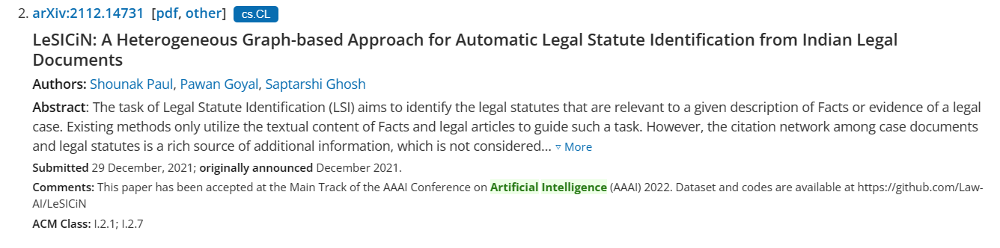 2. arXiv:2112.14731 [pdf, other] cs.CL
LeSICiN: A Heterogeneous Graph-based Approach for Automatic Legal Statute Identification from Indian Legal
Documents
Authors: Shounak Paul, Pawan Goyal, Saptarshi Ghosh
Abstract: The task of Legal Statute Identification (LSI) aims to identify the legal statutes that are relevant to a given description of Facts or evidence of a legal
case. Existing methods only utilize the textual content of Facts and legal articles to guide such a task. However, the citation network among case documents
and legal statutes is a rich source of additional information, which is not considered… ▿ More
Submitted 29 December, 2021; originally announced December 2021.
Comments: This paper has been accepted at the Main Track of the AAAI Conference on Artificial Intelligence (AAAI) 2022. Dataset and codes are available at https://github.com/Law-
AI/LeSICiN
ACM Class: I.2.1; I.2.7